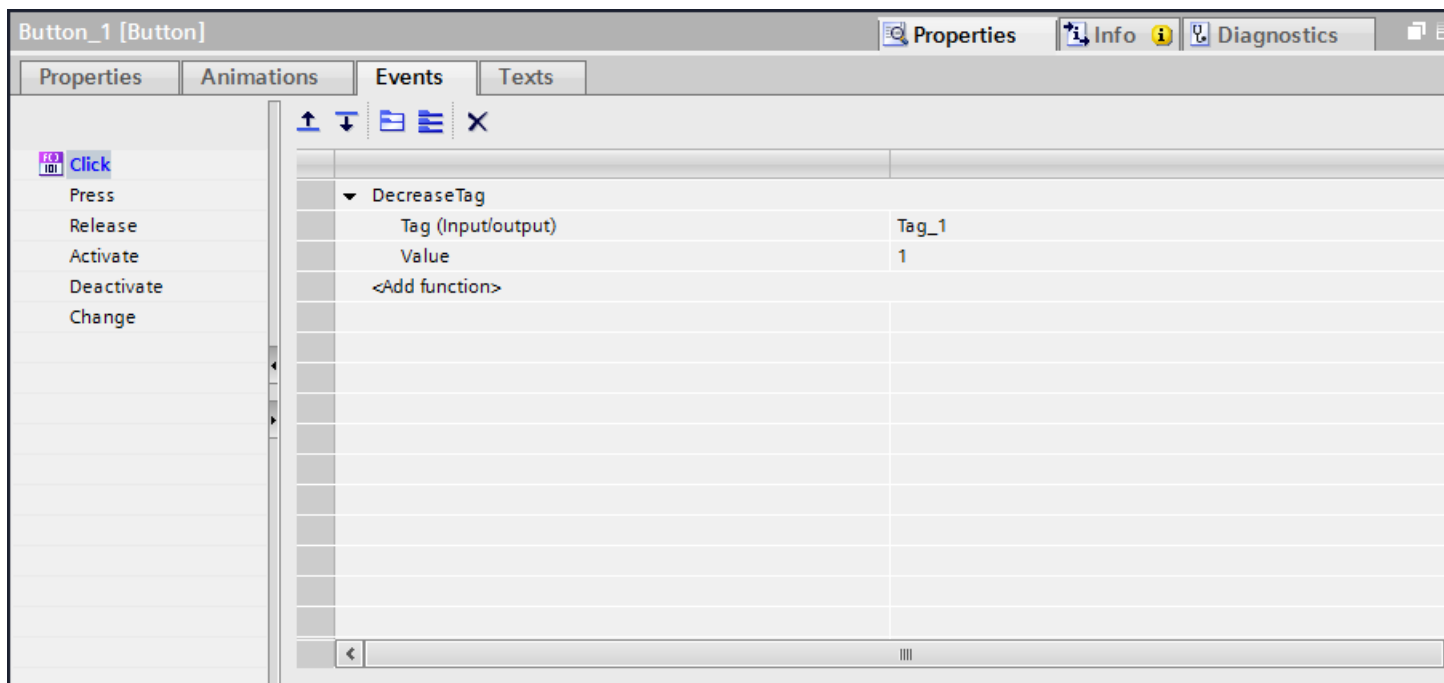 Button_1 [Button]
Properties Info Diagnostics
Properties Animations Events Texts
Click
Press
Release
Activate
Deactivate
Change
DecreaseTag
Tag (Input/output) Tag_1
Value 1
<Add function>